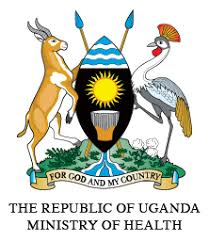 FOR GOD AND MY COUNTRY
THE REPUBLIC OF UGANDA
MINISTRY OF HEALTH